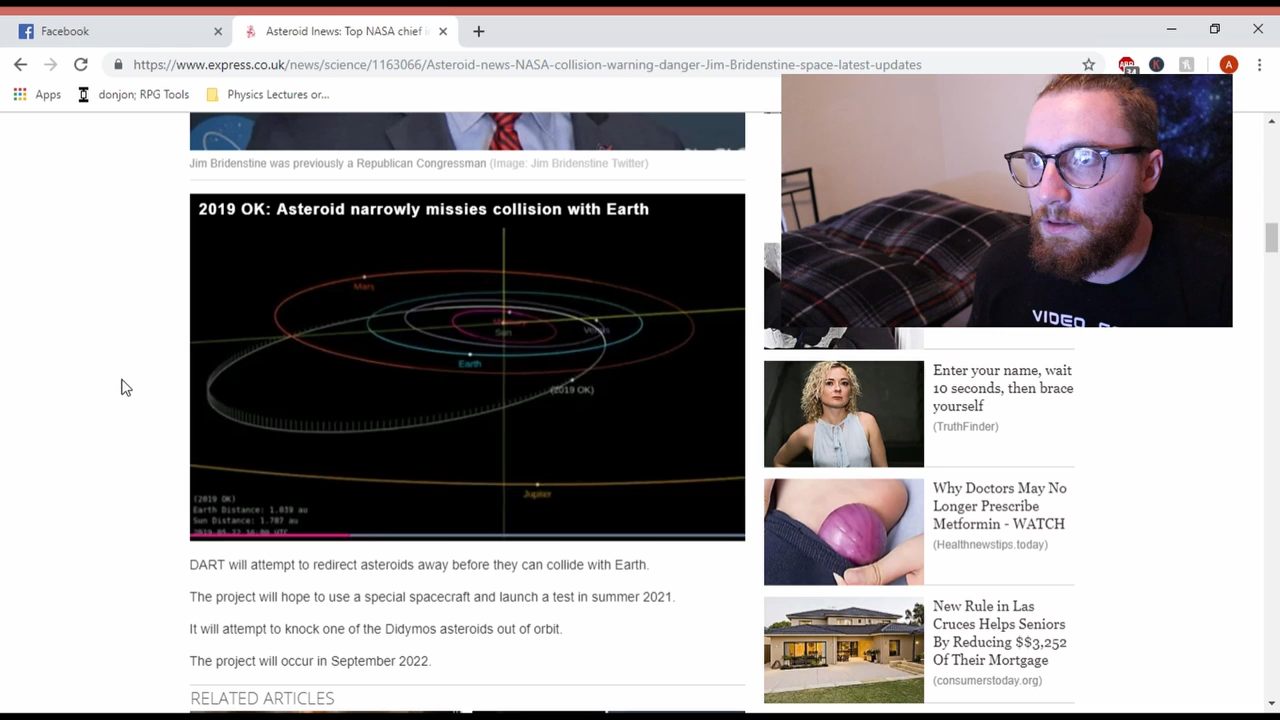 Facebook
Asteroid Inews: Top NASA chief i
https://www.express.co.uk/news/science/1163066/Asteroid-news-NASA-collision-warning-danger-Jim-Bridenstine-space-latest-updates
ABP
K
A
Apps
donjon; RPG Tools
Physics Lectures or...
Jim Bridenstine was previously a Republican Congressman (Image: Jim Bridenstine Twitter)
2019 OK: Asteroid narrowly missies collision with Earth
Mars
Mercury
Sun
Venus
Earth
(2019 OK)
Jupiter
(2019 OK)
Earth Distance: 1.039 au
Sun Distance: 1.787 au
DART will attempt to redirect asteroids away before they can collide with Earth.
The project will hope to use a special spacecraft and launch a test in summer 2021.
It will attempt to knock one of the Didymos asteroids out of orbit.
The project will occur in September 2022.
RELATED ARTICLES
VIDEO
Enter your name, wait
10 seconds, then brace
yourself
(TruthFinder)
Why Doctors May No
Longer Prescribe
Metformin - WATCH
(Healthnewstips.today)
New Rule in Las
Cruces Helps Seniors
By Reducing $$3,252
Of Their Mortgage
(consumerstoday.org)